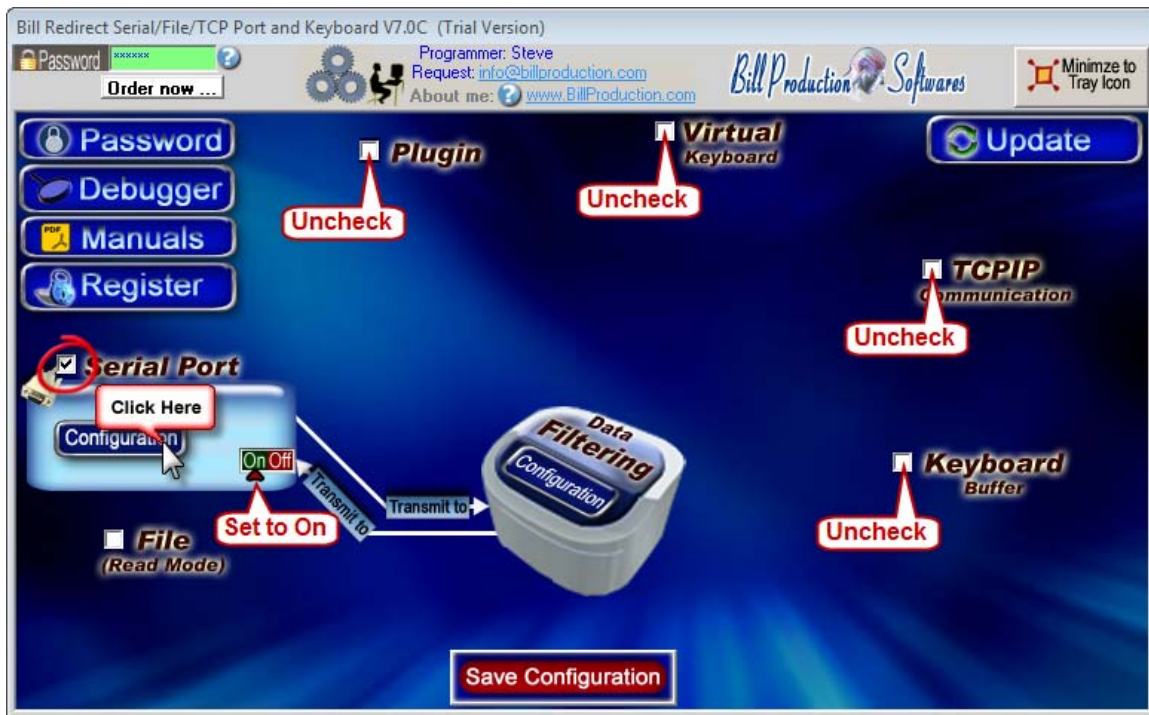 Bill Redirect Serial/File/TCP Port and Keyboard V7.0C (Trial Version)
Password
xxxxxx
?
Order now ...
Programmer: Steve
Request: info@billproduction.com
About me: ? www.BillProduction.com
Bill Production Softwares
Minimze to
Tray Icon
Password
Debugger
PDF
Manuals
Register
Plugin
Uncheck
Virtual
Keyboard
Uncheck
Update
TCPIP
Communication
Uncheck
Serial Port
Click Here
Configuration
On Off
Set to On
Transmit to
Transmit to
Data
Filtering
Configuration
Keyboard
Buffer
Uncheck
File
(Read Mode)
Save Configuration